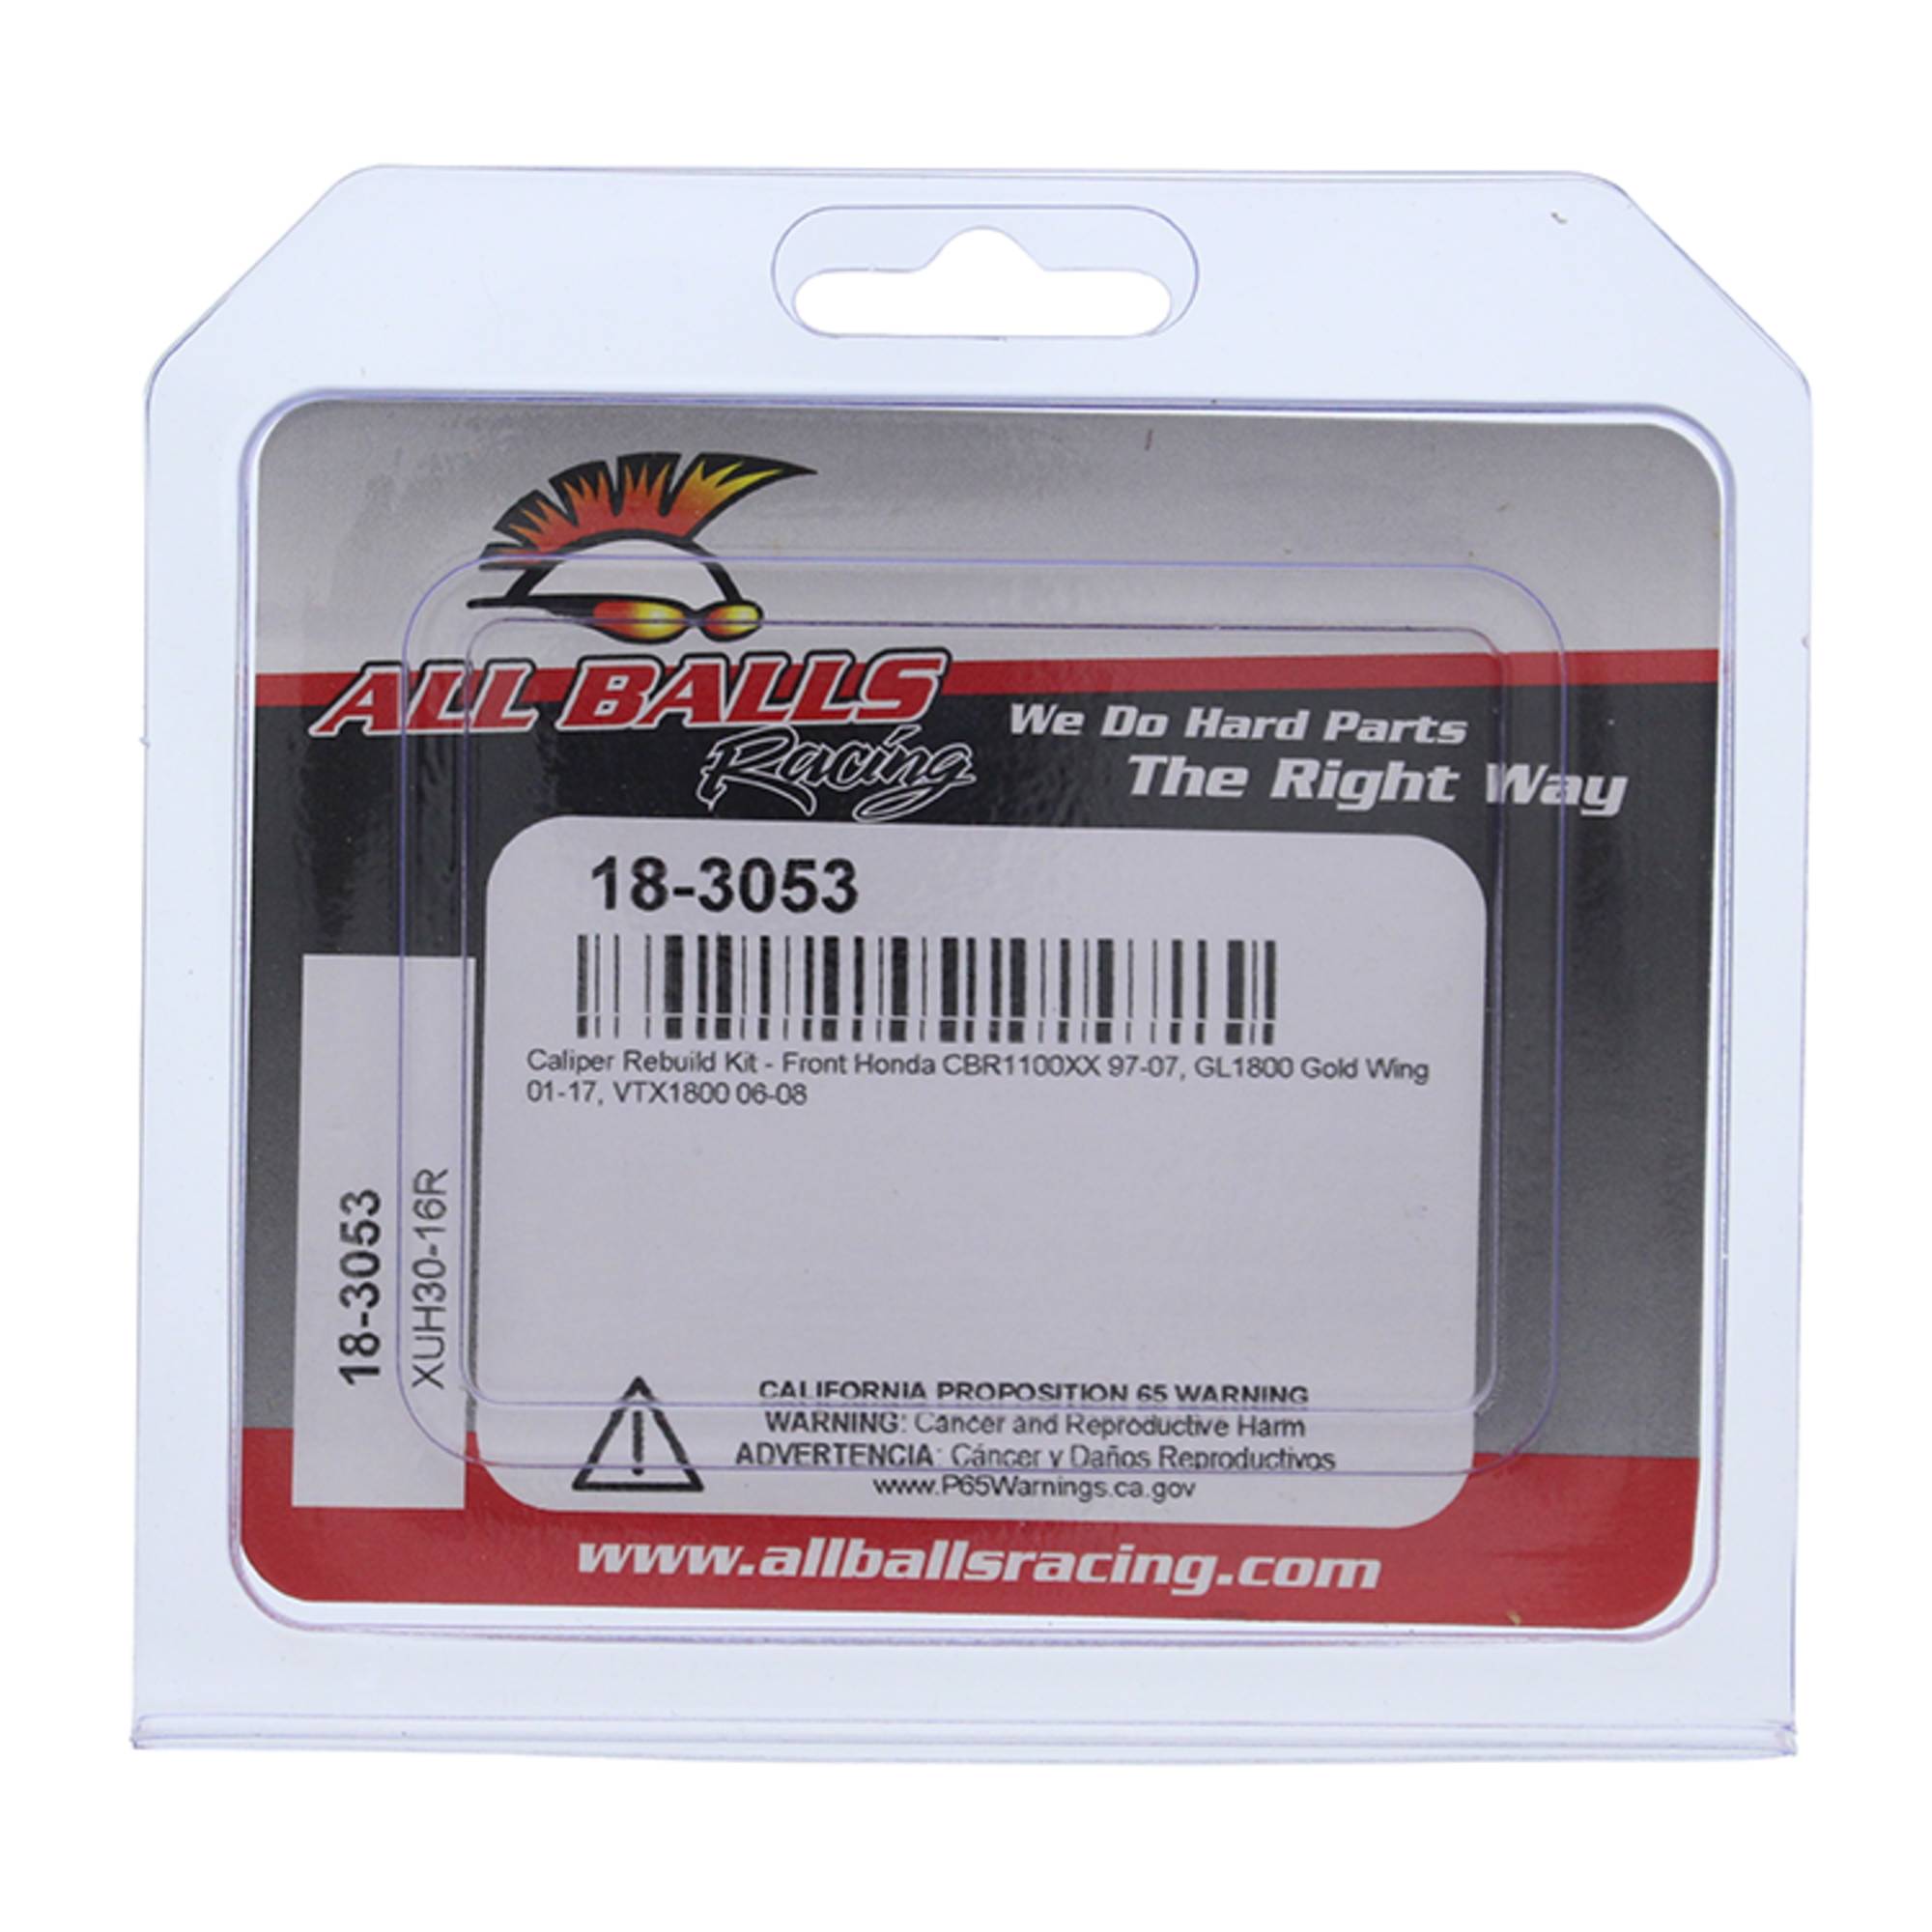 ALL BALLS
Racing
We Do Hard Parts
The Right Way
18-3053
Caliper Rebuild Kit - Front Honda CBR1100XX 97-07, GL1800 Gold Wing
01-17, VTX1800 06-08
18-3053
XUH30-16R
CALIFORNIA PROPOSITION 65 WARNING
WARNING: Cancer and Reproductive Harm
ADVERTENCIA: Cáncer y Daños Reproductivos
www.P65Warnings.ca.gov
www.allballsracing.com